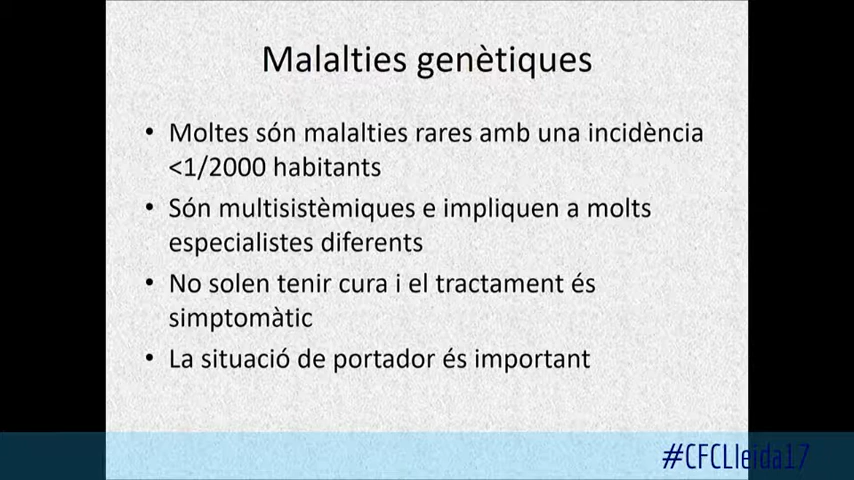 Malalties genètiques
• Moltes són malalties rares amb una incidència
<1/2000 habitants
• Són multisistèmiques e impliquen a molts
especialistes diferents
• No solen tenir cura i el tractament és
simptomàtic
• La situació de portador és important
#CFCLleida17